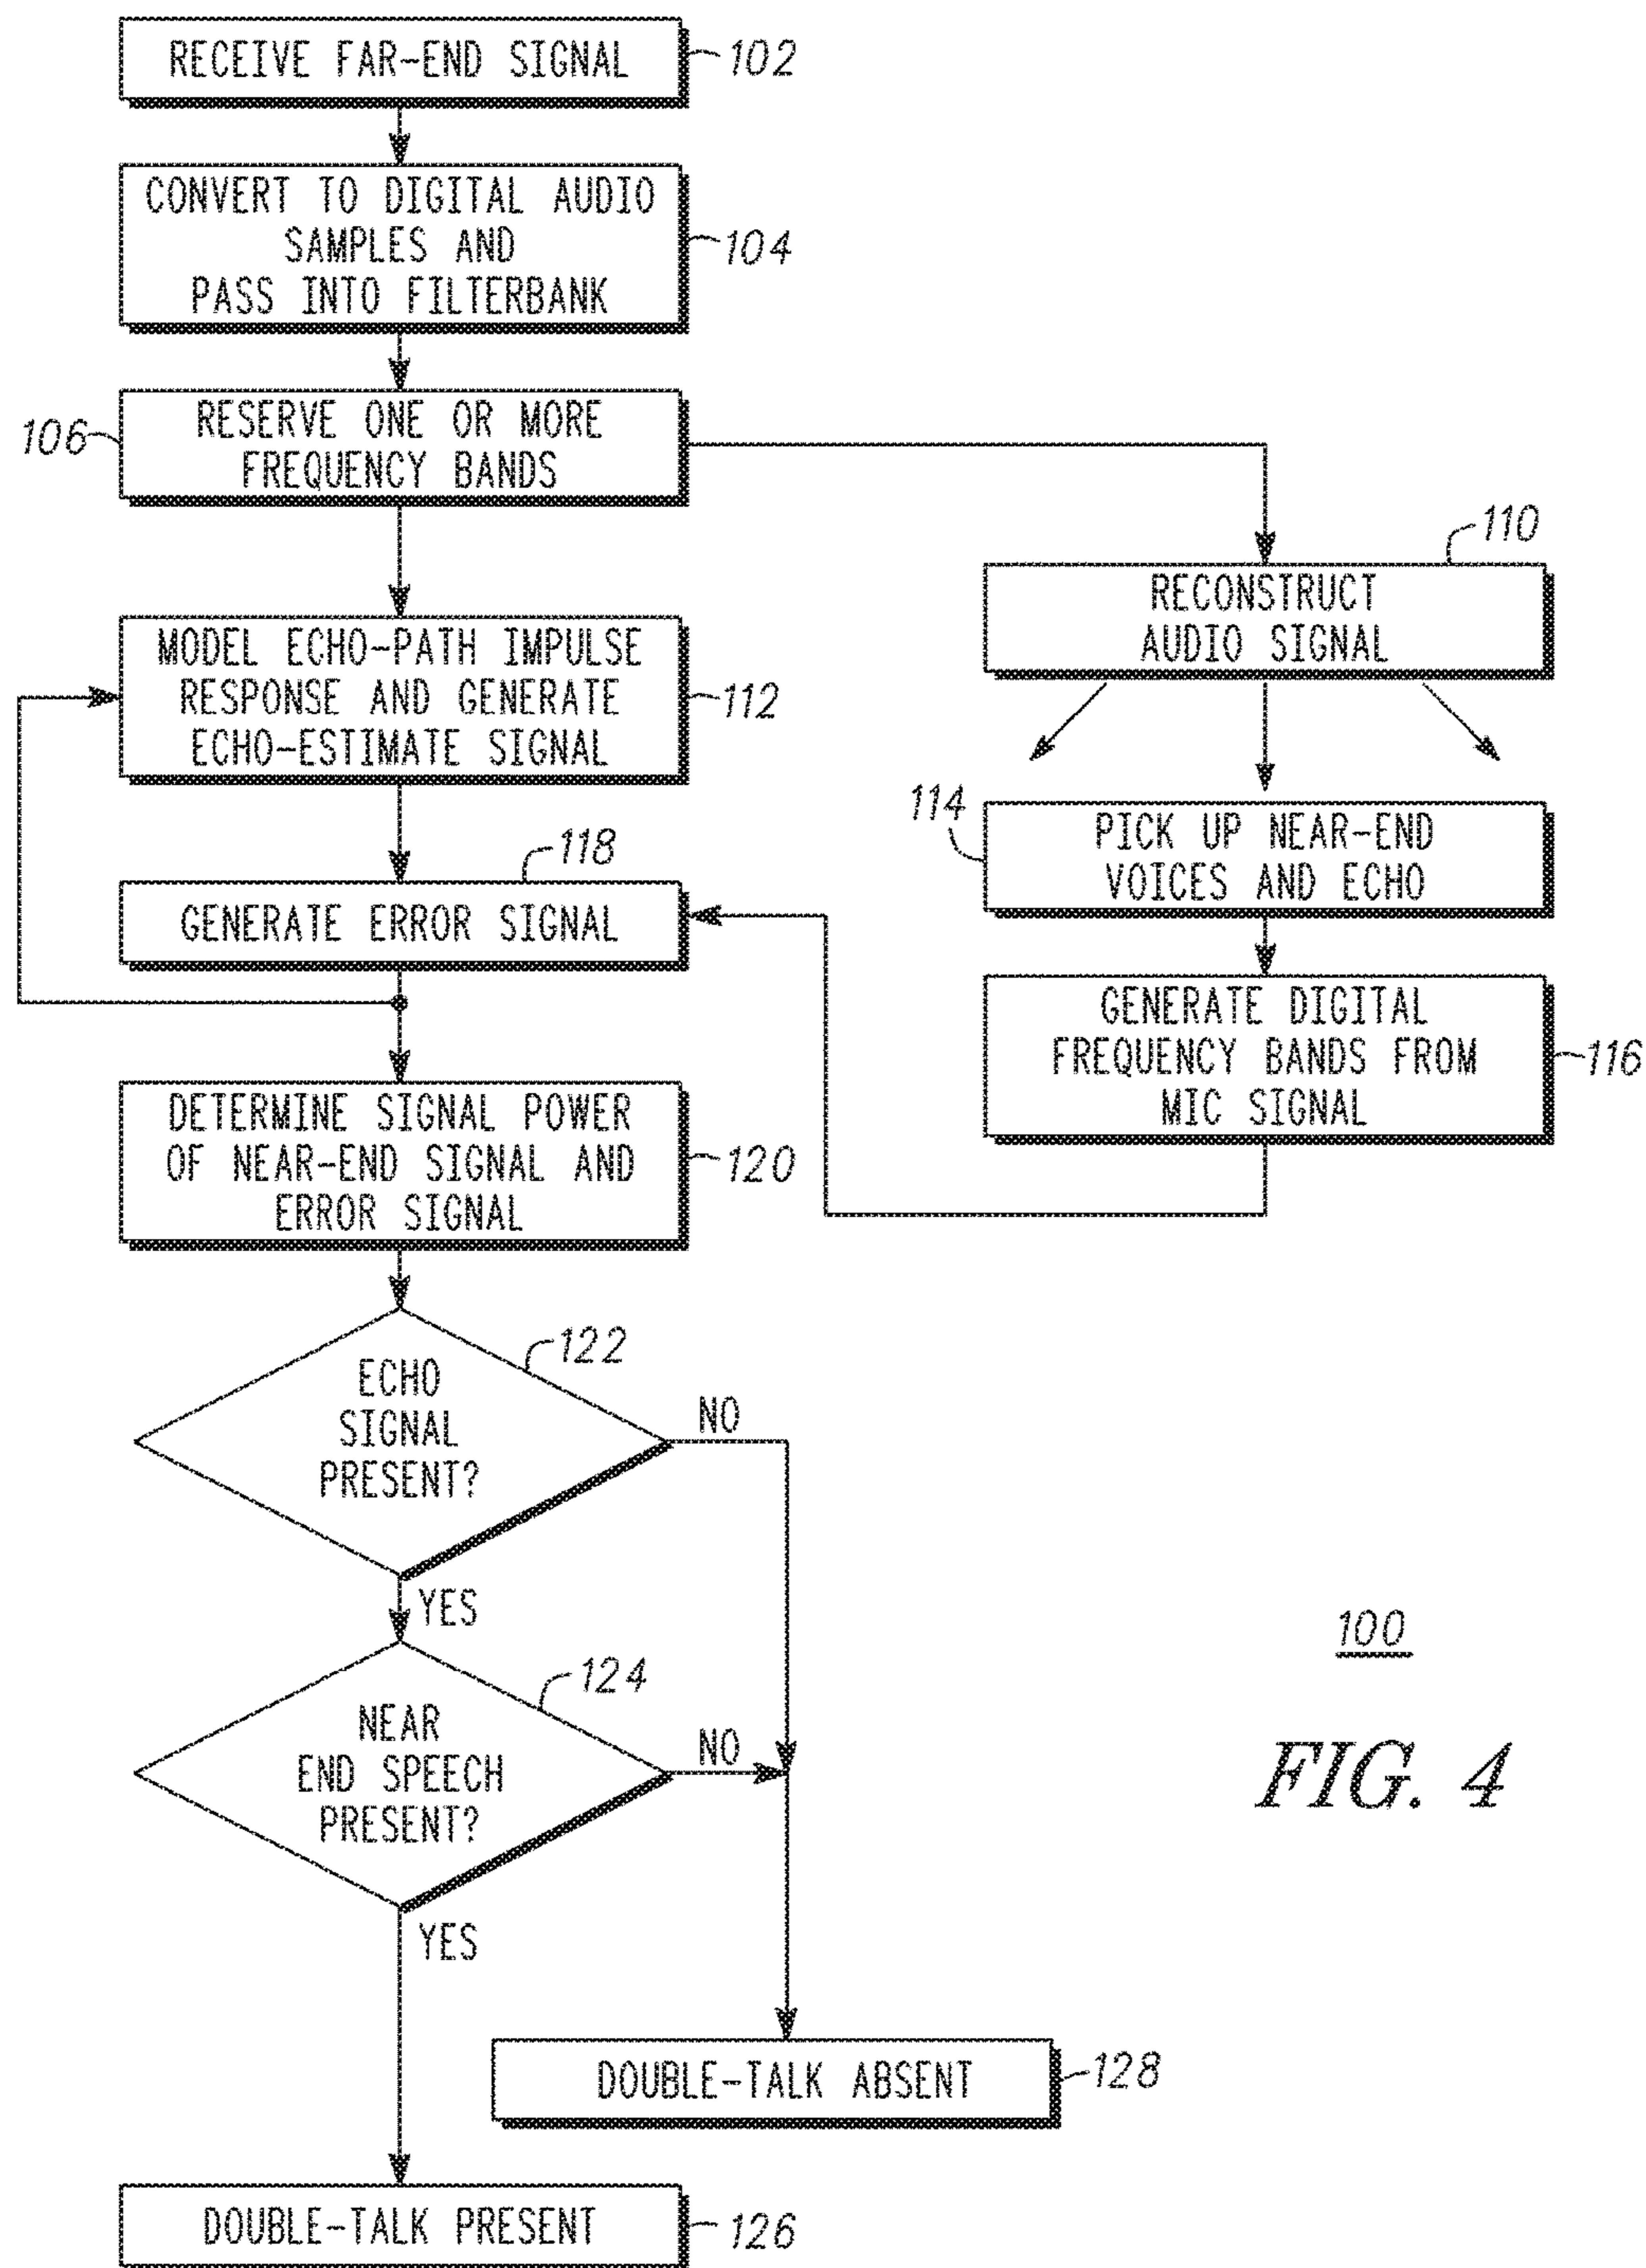 RECEIVE FAR-END SIGNAL
102
CONVERT TO DIGITAL AUDIO
SAMPLES AND
PASS INTO FILTERBANK
104
106
RESERVE ONE OR MORE
FREQUENCY BANDS
110
RECONSTRUCT
AUDIO SIGNAL
MODEL ECHO-PATH IMPULSE
RESPONSE AND GENERATE
ECHO-ESTIMATE SIGNAL
112
114
PICK UP NEAR-END
VOICES AND ECHO
118
GENERATE ERROR SIGNAL
GENERATE DIGITAL
FREQUENCY BANDS FROM
MIC SIGNAL
116
DETERMINE SIGNAL POWER
OF NEAR-END SIGNAL AND
ERROR SIGNAL
120
122
ECHO
SIGNAL
PRESENT?
NO
YES
124
NEAR
END SPEECH
PRESENT?
NO
YES
100
FIG. 4
DOUBLE-TALK ABSENT
128
DOUBLE-TALK PRESENT
126